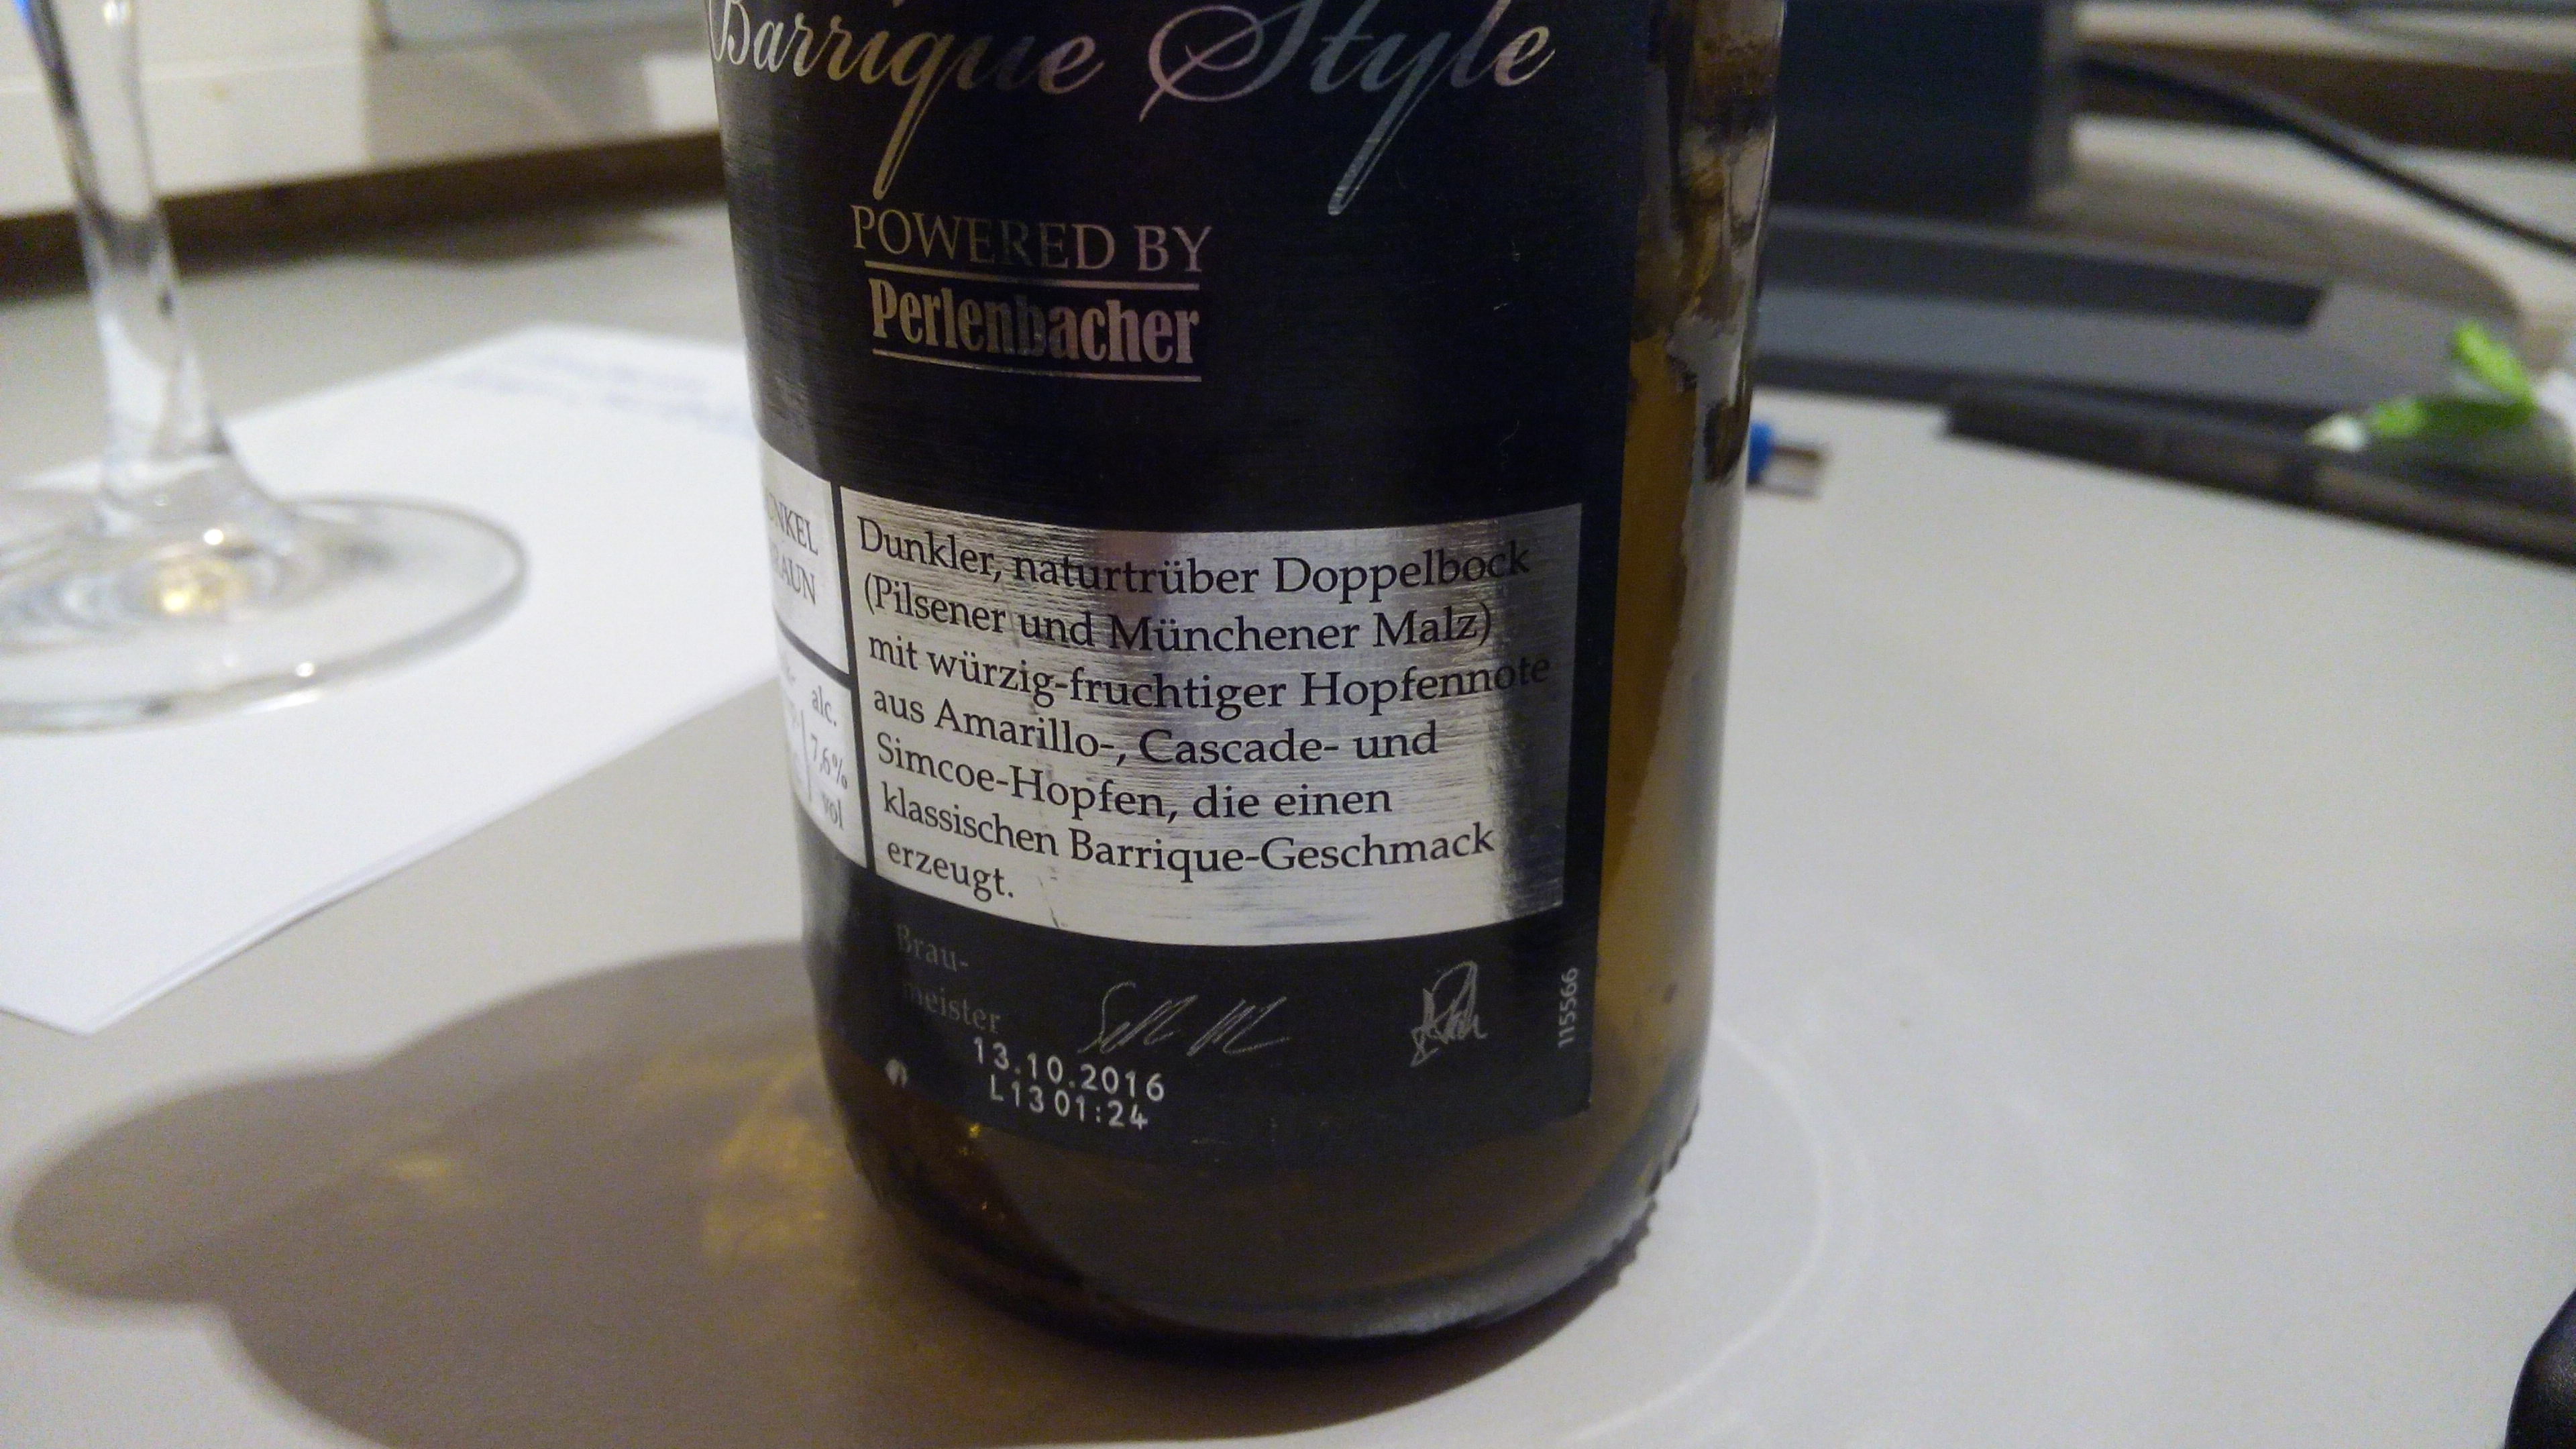 Barrique Style
POWERED BY
Perlenbacher
alc.
7,6%
vol
Dunkler, naturtrüber Doppelbock
(Pilsener und Münchener Malz)
mit würzig-fruchtiger Hopfennote
aus Amarillo-, Cascade- und
Simcoe-Hopfen, die einen
klassischen Barrique-Geschmack
erzeugt.
Brau-
meister
13.10.2016
L13 01:24
115566